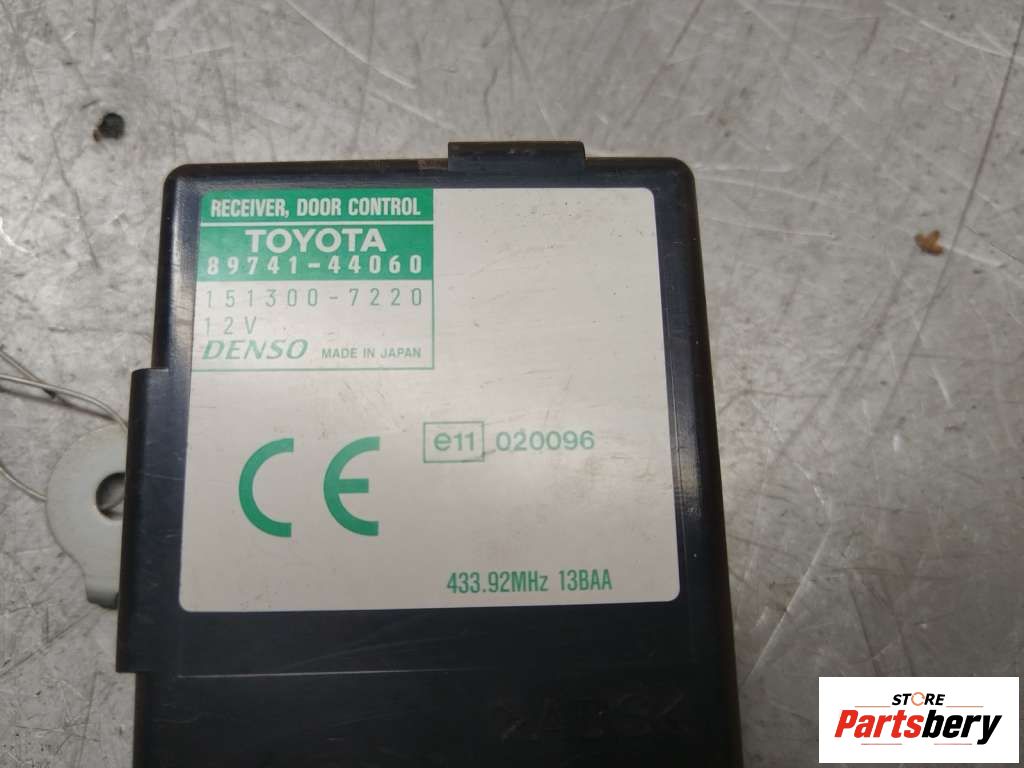 RECEIVER, DOOR CONTROL
TOYOTA
89741-44060
151300-7220
12V
DENSO MADE IN JAPAN
CE
e11 020096
433.92MHz 13BAA
>ABS<
STORE
Partsbery